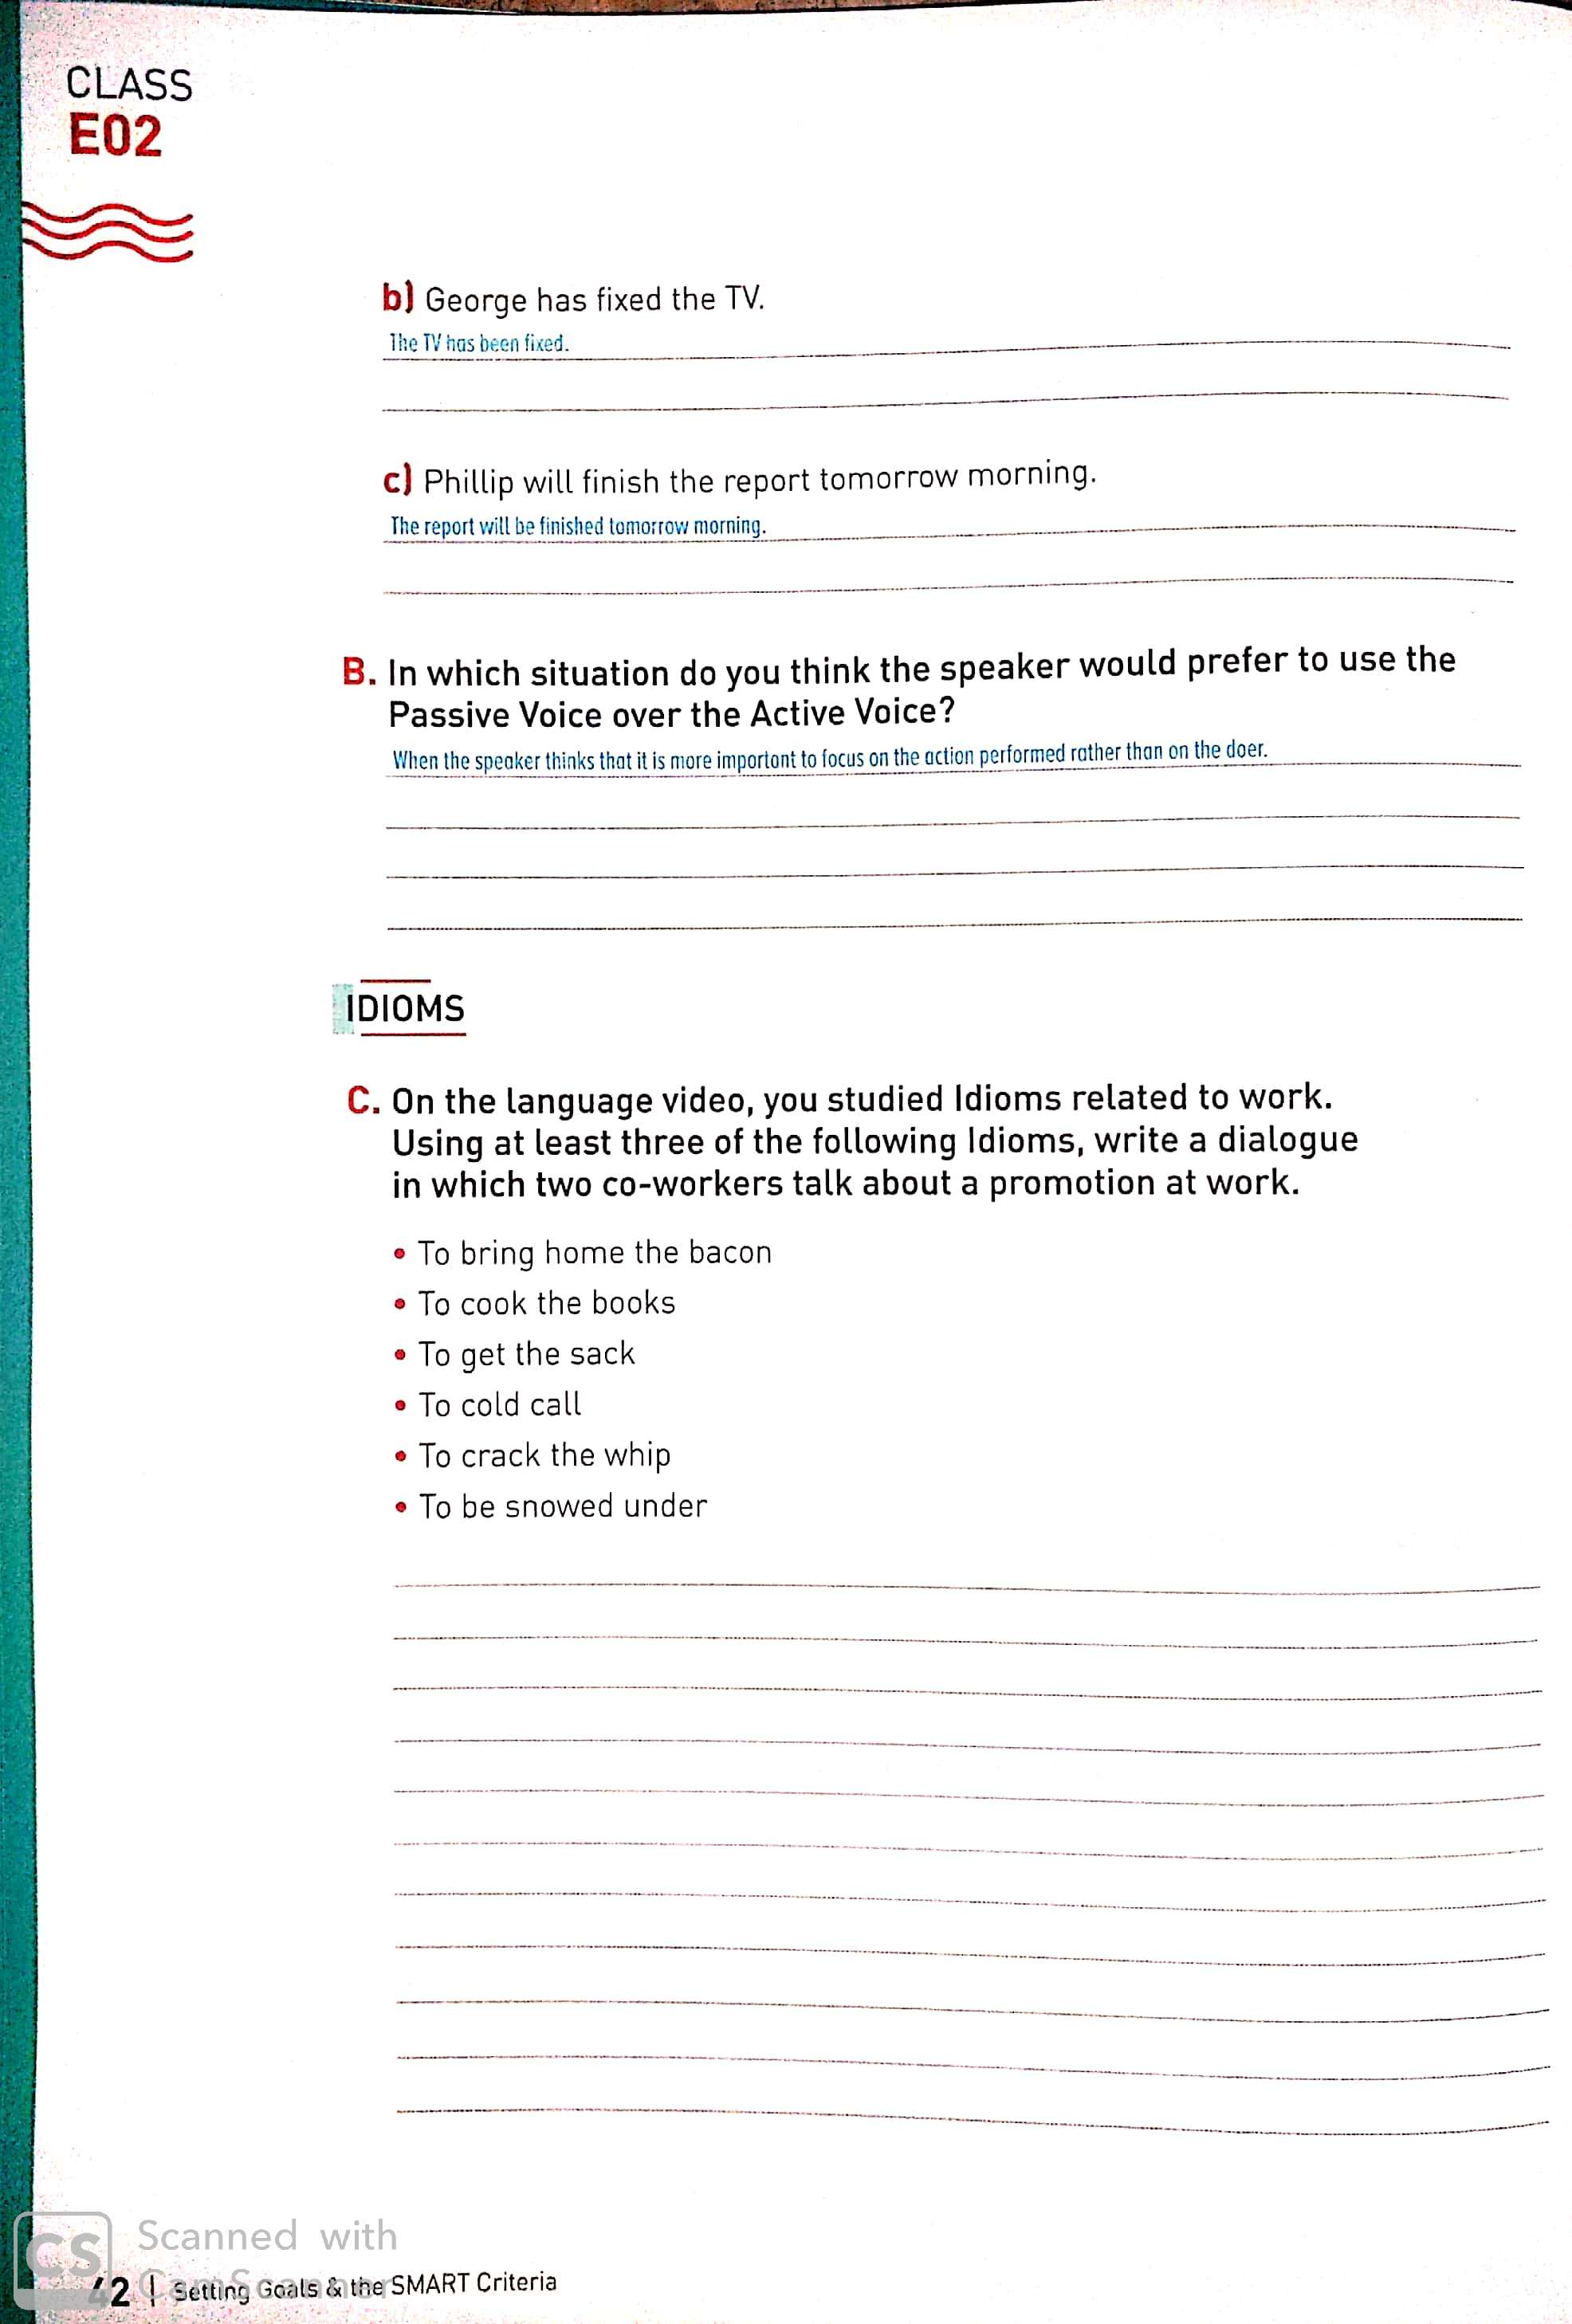 CLASS
E02
b) George has fixed the TV.
The TV has been fixed.
c) Phillip will finish the report tomorrow morning.
The report will be finished tomorrow morning.
B. In which situation do you think the speaker would prefer to use the
Passive Voice over the Active Voice?
When the speaker thinks that it is more important to focus on the action performed rather than on the doer.
IDIOMS
C. On the language video, you studied Idioms related to work.
Using at least three of the following Idioms, write a dialogue
in which two co-workers talk about a promotion at work.
• To bring home the bacon
• To cook the books
• To get the sack
• To cold call
• To crack the whip
• To be snowed under
CS
Scanned with
CamScanner
42 | Setting Goals & the SMART Criteria